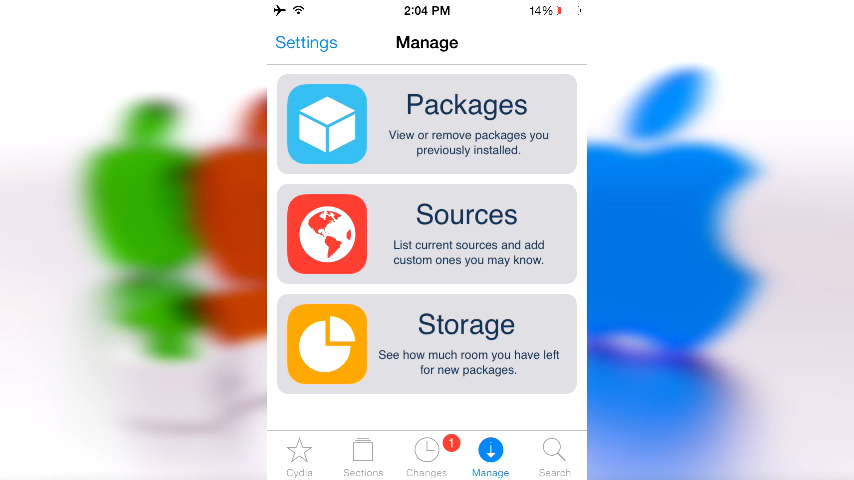 2:04 PM
14%
Settings
Manage
Packages
View or remove packages you
previously installed.
Sources
List current sources and add
custom ones you may know.
Storage
See how much room you have left
for new packages.
1
Cydia
Sections
Changes
Manage
Search